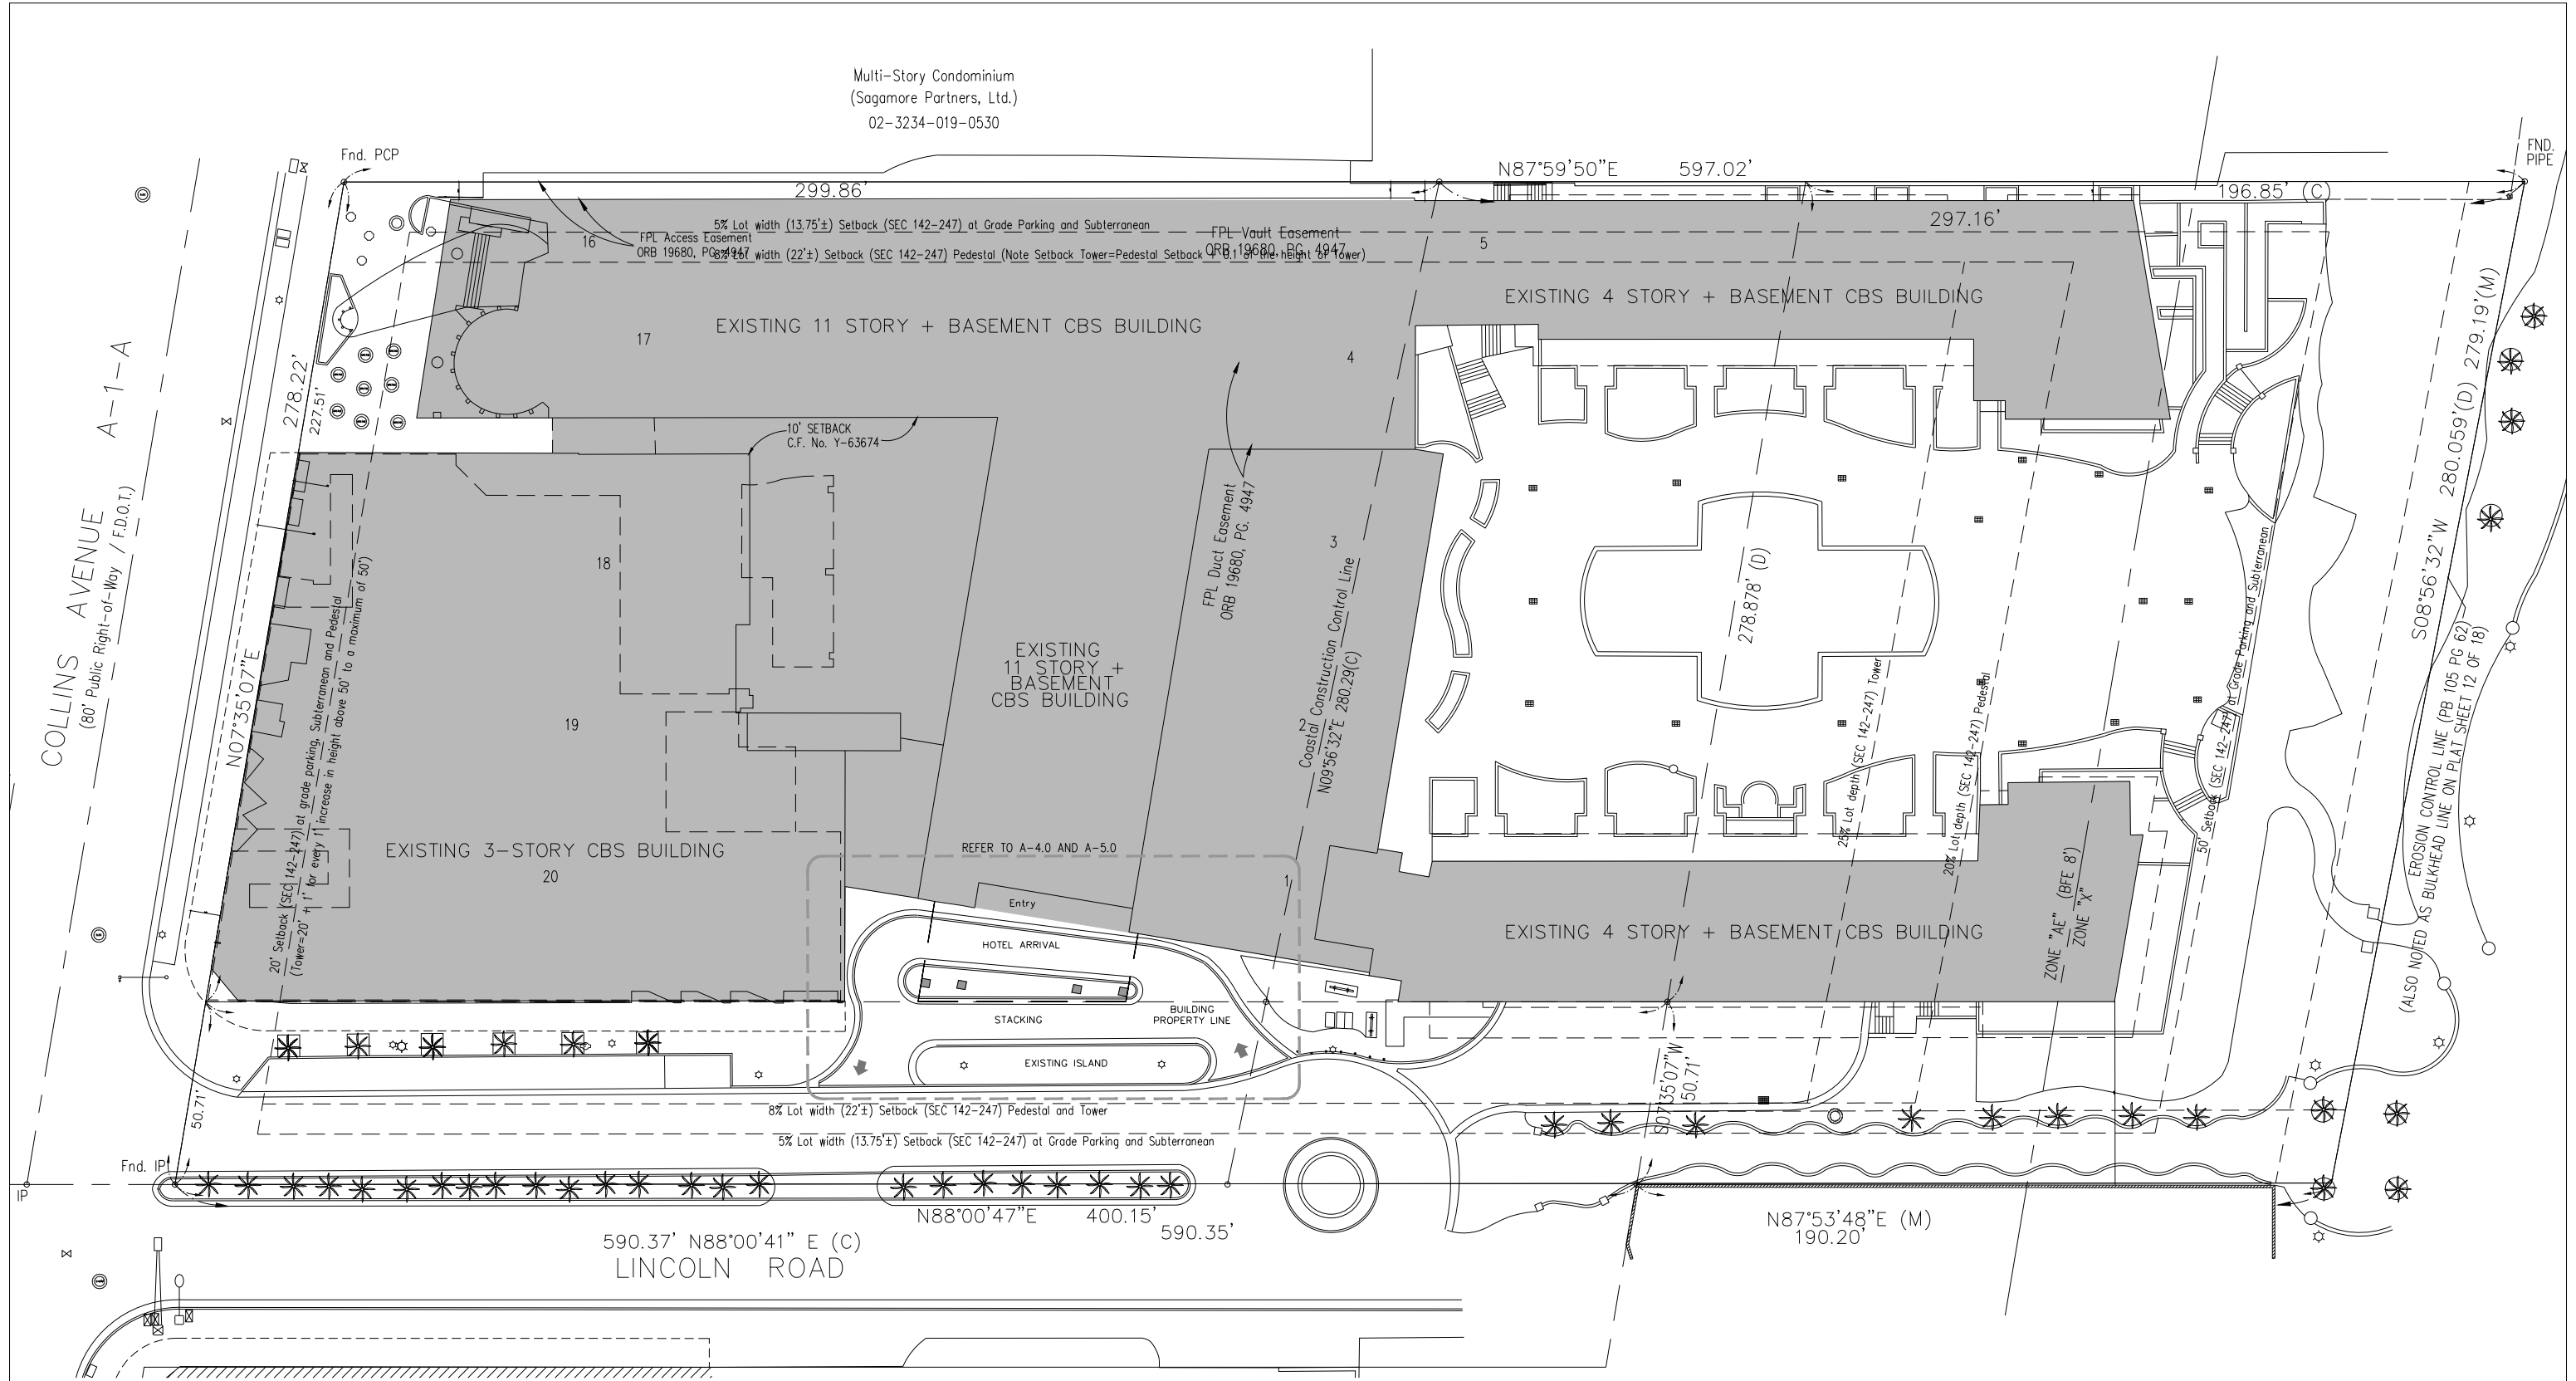 Multi-Story Condominium
(Sagamore Partners, Ltd.)
02-3234-019-0530
Fnd. PCP
FND.
PIPE
N87°59'50"E 597.02'
299.86'
196.85' (C)
297.16'
5% Lot width (13.75'±) Setback (SEC 142-247) at Grade Parking and Subterranean
16
FPL Access Easement
ORB 19680, PG. 4947
8% Lot width (22'±) Setback (SEC 142-247) Pedestal (Note Setback Tower=Pedestal Setback + 0.1 of the height of Tower)
FPL Vault Easement
ORB 19680, PG. 4947
5
EXISTING 11 STORY + BASEMENT CBS BUILDING
EXISTING 4 STORY + BASEMENT CBS BUILDING
17
4
10' SETBACK
C.F. No. Y-63674
278.22'
227.51'
A-1-A
COLLINS AVENUE
(80' Public Right-of-Way / F.D.O.T.)
N07°35'07"E
20' Setback (SEC 142-247) at grade parking, Subterranean and Pedestal
(Tower=20' + 1' for every 1' increase in height above 50' to a maximum of 50')
18
19
FPL Duct Easement
ORB 19680, PG. 4947
3
2
Coastal Construction Control Line
N09°56'32"E 280.29(C)
278.878' (D)
EXISTING
11 STORY +
BASEMENT
CBS BUILDING
25% Lot depth (SEC 142-247) Tower
20% Lot depth (SEC 142-247) Pedestal
50' Setback (SEC 142-247) at Grade Parking and Subterranean
S08°56'32"W 280.059'(D) 279.19'(M)
EROSION CONTROL LINE (PB 105 PG 62)
(ALSO NOTED AS BULKHEAD LINE ON PLAT SHEET 12 OF 18)
EXISTING 3-STORY CBS BUILDING
20
REFER TO A-4.0 AND A-5.0
1
Entry
HOTEL ARRIVAL
EXISTING 4 STORY + BASEMENT CBS BUILDING
ZONE "AE" (BFE 8')
ZONE "X"
STACKING
BUILDING
PROPERTY LINE
EXISTING ISLAND
S07°35'07"W
50.71'
50.71'
8% Lot width (22'±) Setback (SEC 142-247) Pedestal and Tower
5% Lot width (13.75'±) Setback (SEC 142-247) at Grade Parking and Subterranean
Fnd. IP
IP
N88°00'47"E 400.15'
590.35'
N87°53'48"E (M)
190.20'
590.37' N88°00'41" E (C)
LINCOLN ROAD